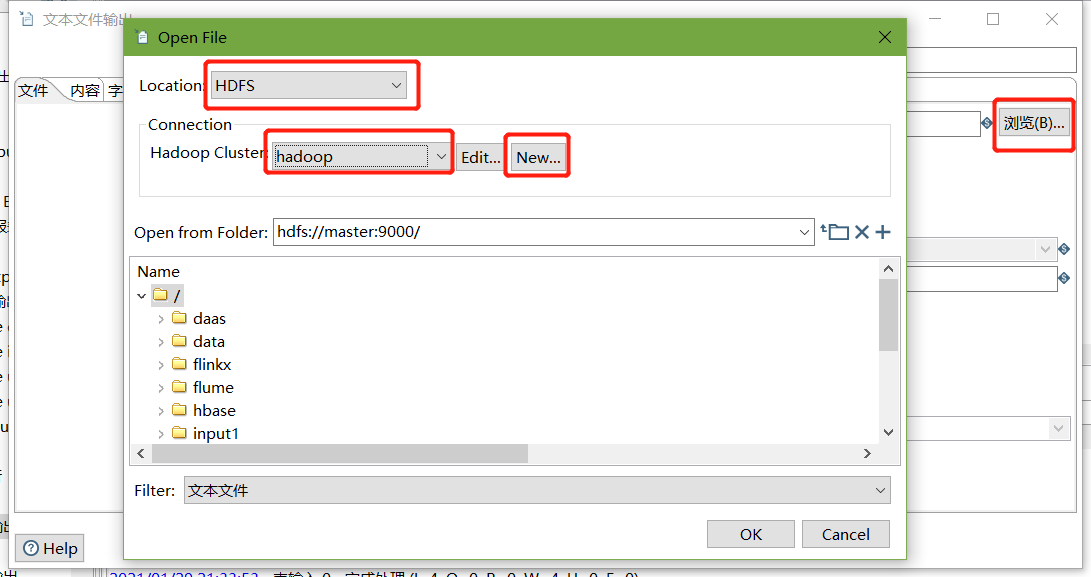 文本文件输出
Open File
Location: HDFS
文件 内容 字
Connection
浏览(B)...
Hadoop Cluster: hadoop Edit... New...
Open from Folder: hdfs://master:9000/
Name
/
daas
data
flinkx
flume
hbase
input1
Filter: 文本文件
OK Cancel
Help